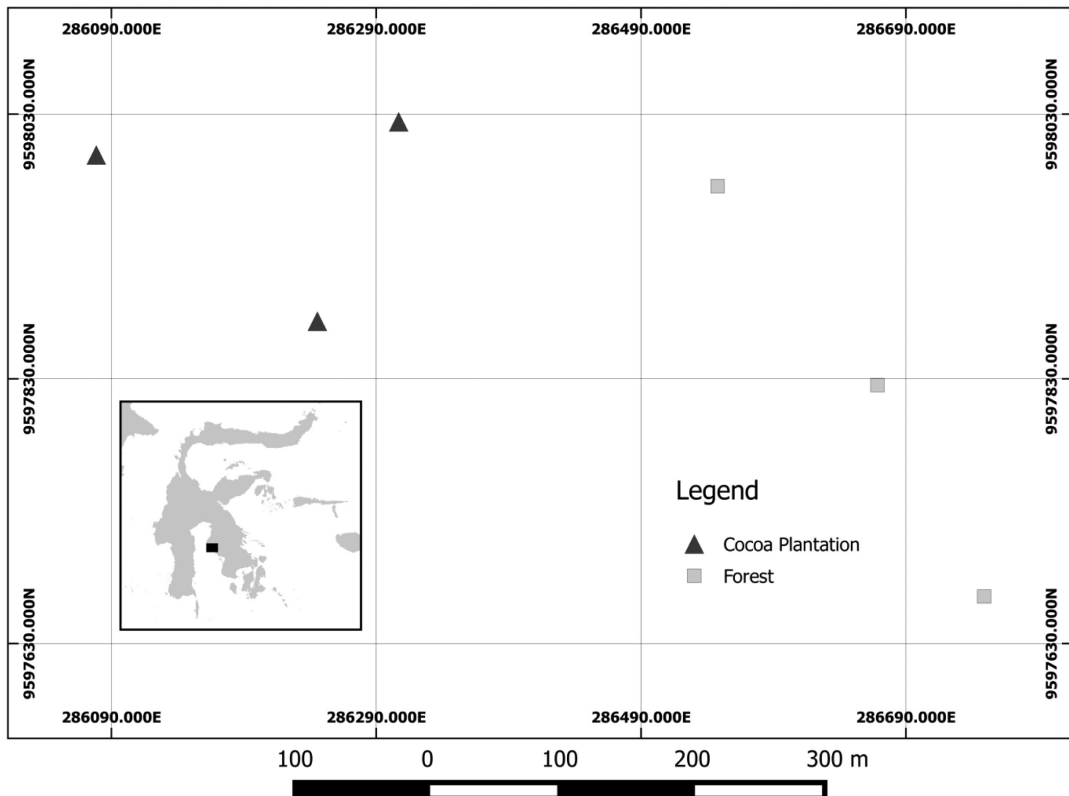 286090.000E 286290.000E 286490.000E 286690.000E
9598030.000N 9598030.000N
9597830.000N 9597830.000N
Legend
Cocoa Plantation
Forest
9597630.000N 9597630.000N
286090.000E 286290.000E 286490.000E 286690.000E
100 0 100 200 300 m